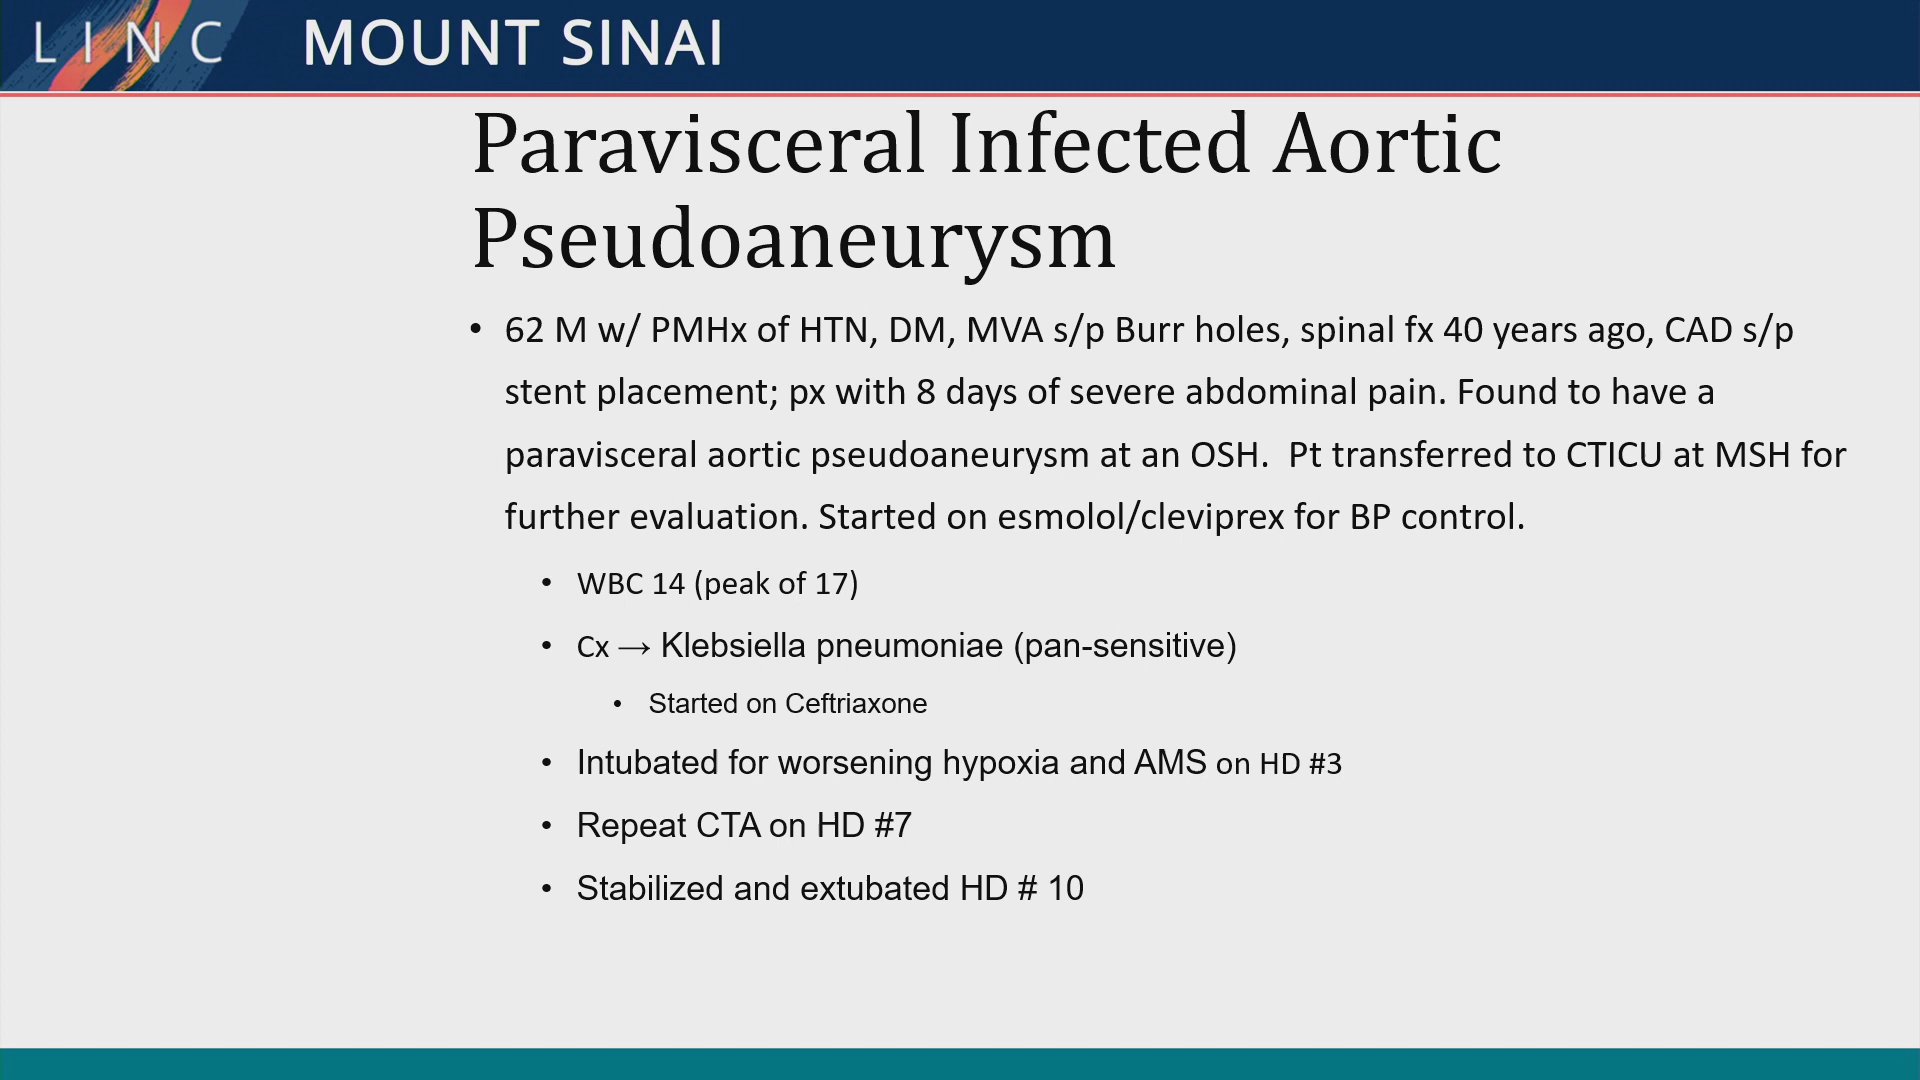 LINC MOUNT SINAI
Paravisceral Infected Aortic
Pseudoaneurysm
• 62 M w/ PMHx of HTN, DM, MVA s/p Burr holes, spinal fx 40 years ago, CAD s/p
stent placement; px with 8 days of severe abdominal pain. Found to have a
paravisceral aortic pseudoaneurysm at an OSH.  Pt transferred to CTICU at MSH for
further evaluation. Started on esmolol/cleviprex for BP control.
• WBC 14 (peak of 17)
• Cx → Klebsiella pneumoniae (pan-sensitive)
• Started on Ceftriaxone
• Intubated for worsening hypoxia and AMS on HD #3
• Repeat CTA on HD #7
• Stabilized and extubated HD # 10